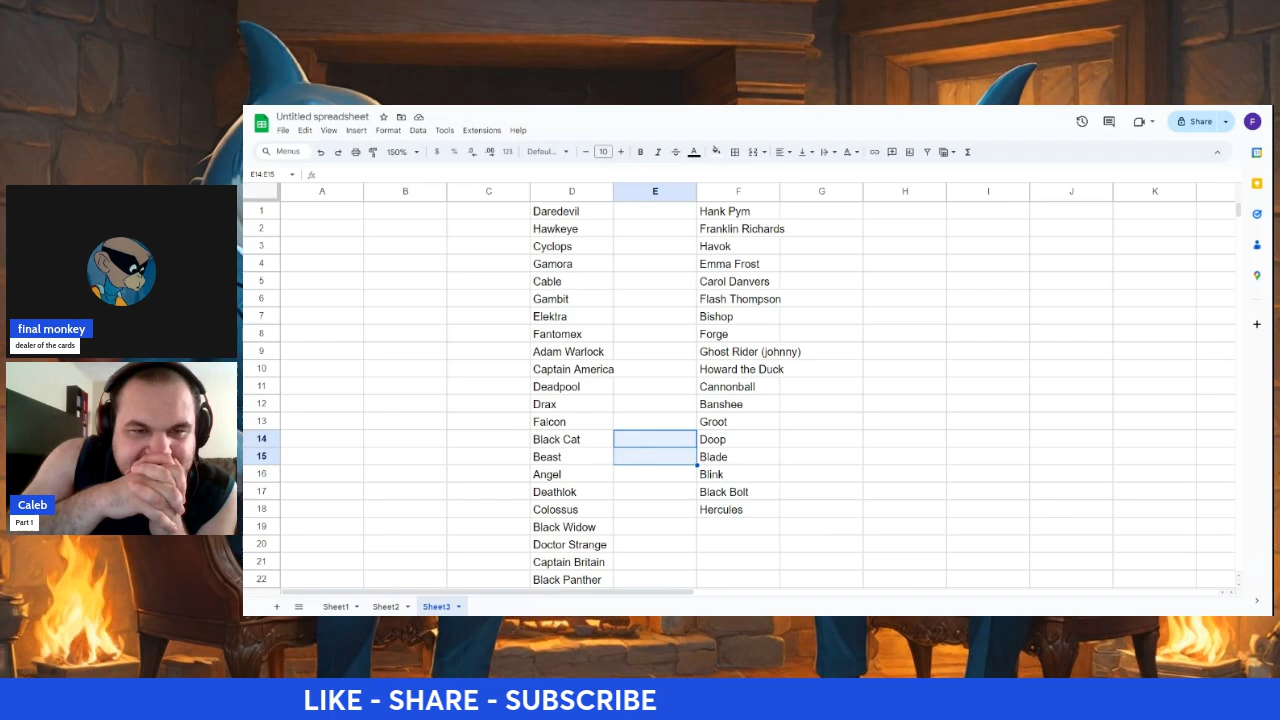 Untitled spreadsheet
File Edit View Insert Format Data Tools Extensions Help
Share
F
Menus
150%
$ % .0 .00 123
Defaul...
10
B I A
E14:E15
fx
A B C D E F G H I J K
1 Daredevil Hank Pym
2 Hawkeye Franklin Richards
3 Cyclops Havok
4 Gamora Emma Frost
5 Cable Carol Danvers
6 Gambit Flash Thompson
7 Elektra Bishop
8 Fantomex Forge
9 Adam Warlock Ghost Rider (johnny)
10 Captain America Howard the Duck
11 Deadpool Cannonball
12 Drax Banshee
13 Falcon Groot
14 Black Cat Doop
15 Beast Blade
16 Angel Blink
17 Deathlok Black Bolt
18 Colossus Hercules
19 Black Widow
20 Doctor Strange
21 Captain Britain
22 Black Panther
Sheet1 Sheet2 Sheet3
final monkey
dealer of the cards
Caleb
Part 1
LIKE - SHARE - SUBSCRIBE